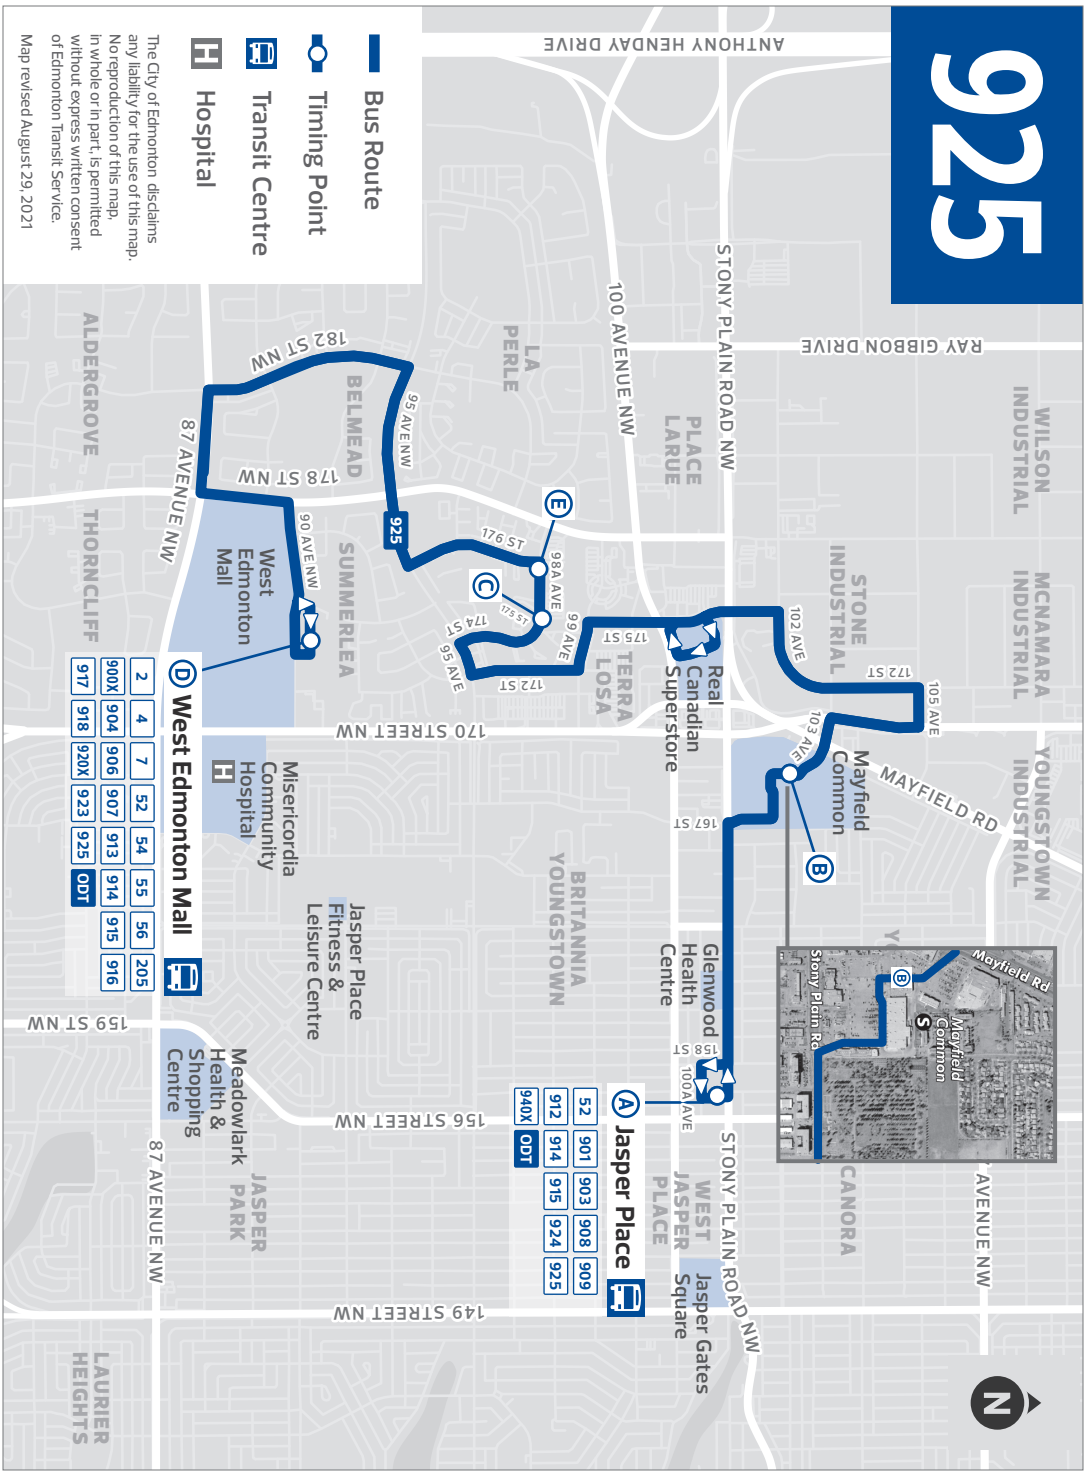 925
Bus Route
Timing Point
Transit Centre
H
Hospital
The City of Edmonton disclaims
any liability for the use of this map.
No reproduction of this map,
in whole or in part, is permitted
without express written consent
of Edmonton Transit Service.
Map revised August 29, 2021
ANTHONY HENDAY DRIVE
RAY GIBBON DRIVE
STONY PLAIN ROAD NW
100 AVENUE NW
WILSON
INDUSTRIAL
MCNAMARA
INDUSTRIAL
YOUNGSTOWN
INDUSTRIAL
STONE
INDUSTRIAL
PLACE
LARUE
LA
PERLE
BELMEAD
ALDERGROVE
THORNCLIFF
SUMMERLEA
TERRA
LOSA
182 ST NW
95 AVE NW
87 AVENUE NW
178 ST NW
90 AVE NW
925
176 ST
98A AVE
E
C
175 ST
174 ST
95 AVE
172 ST
99 AVE
175 ST
102 AVE
172 ST
105 AVE
103 AVE
MAYFIELD RD
Mayfield
Common
B
167 ST
Real
Canadian
Superstore
170 STREET NW
West
Edmonton
Mall
Misericordia
Community
Hospital
H
D West Edmonton Mall
2 4 7 52 54 55 56 205
900X 904 906 907 913 914 915 916
917 918 920X 923 925 ODT
Jasper Place
Fitness &
Leisure Centre
BRITANNIA
YOUNGSTOWN
Glenwood
Health
Centre
158 ST
100A AVE
YO
Mayfield Rd
B
S
Mayfield
Common
Stony Plain Rd
159 ST NW
Meadowlark
Health &
Shopping
Centre
156 STREET NW
A Jasper Place
52 901 903 908 909
912 914 915 924 925
940X ODT
JASPER
PARK
87 AVENUE NW
WEST
JASPER
PLACE
STONY PLAIN ROAD NW
CANORA
AVENUE NW
Jasper Gates
Square
149 STREET NW
LAURIER
HEIGHTS
N